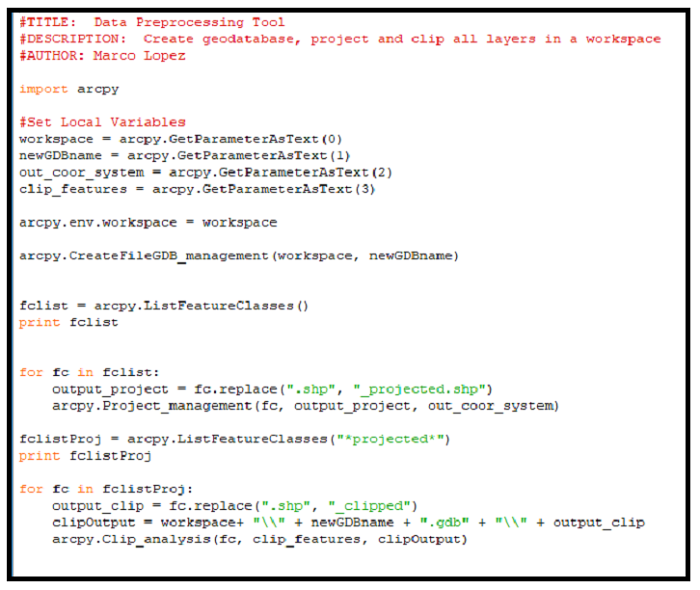 #TITLE:  Data Preprocessing Tool
#DESCRIPTION:  Create geodatabase, project and clip all layers in a workspace
#AUTHOR: Marco Lopez
import arcpy
#Set Local Variables
workspace = arcpy.GetParameterAsText(0)
newGDBname = arcpy.GetParameterAsText(1)
out_coor_system = arcpy.GetParameterAsText(2)
clip_features = arcpy.GetParameterAsText(3)
arcpy.env.workspace = workspace
arcpy.CreateFileGDB_management(workspace, newGDBname)
fclist = arcpy.ListFeatureClasses()
print fclist
for fc in fclist:
    output_project = fc.replace(".shp", "_projected.shp")
    arcpy.Project_management(fc, output_project, out_coor_system)
fclistProj = arcpy.ListFeatureClasses("*projected*")
print fclistProj
for fc in fclistProj:
    output_clip = fc.replace(".shp", "_clipped")
    clipOutput = workspace+ "\\" + newGDBname + ".gdb" + "\\" + output_clip
    arcpy.Clip_analysis(fc, clip_features, clipOutput)